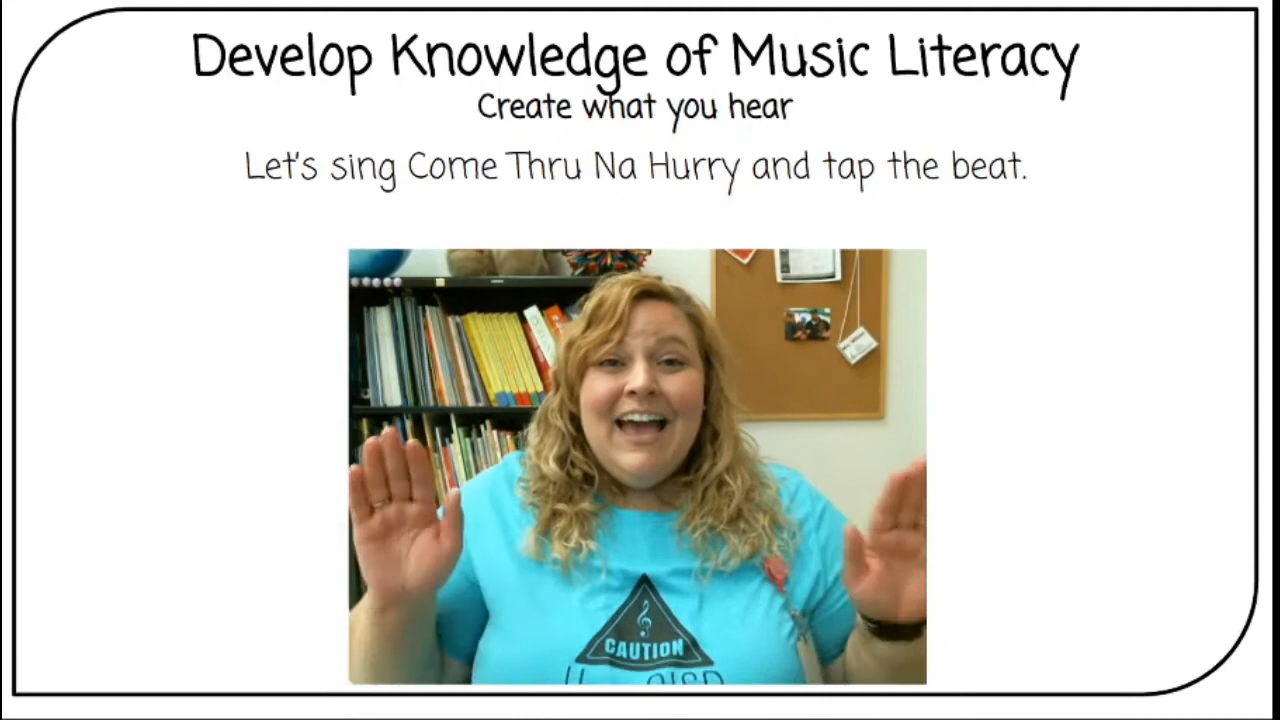 Develop Knowledge of Music Literacy
Create what you hear
Let's sing Come Thru Na Hurry and tap the beat.
CAUTION